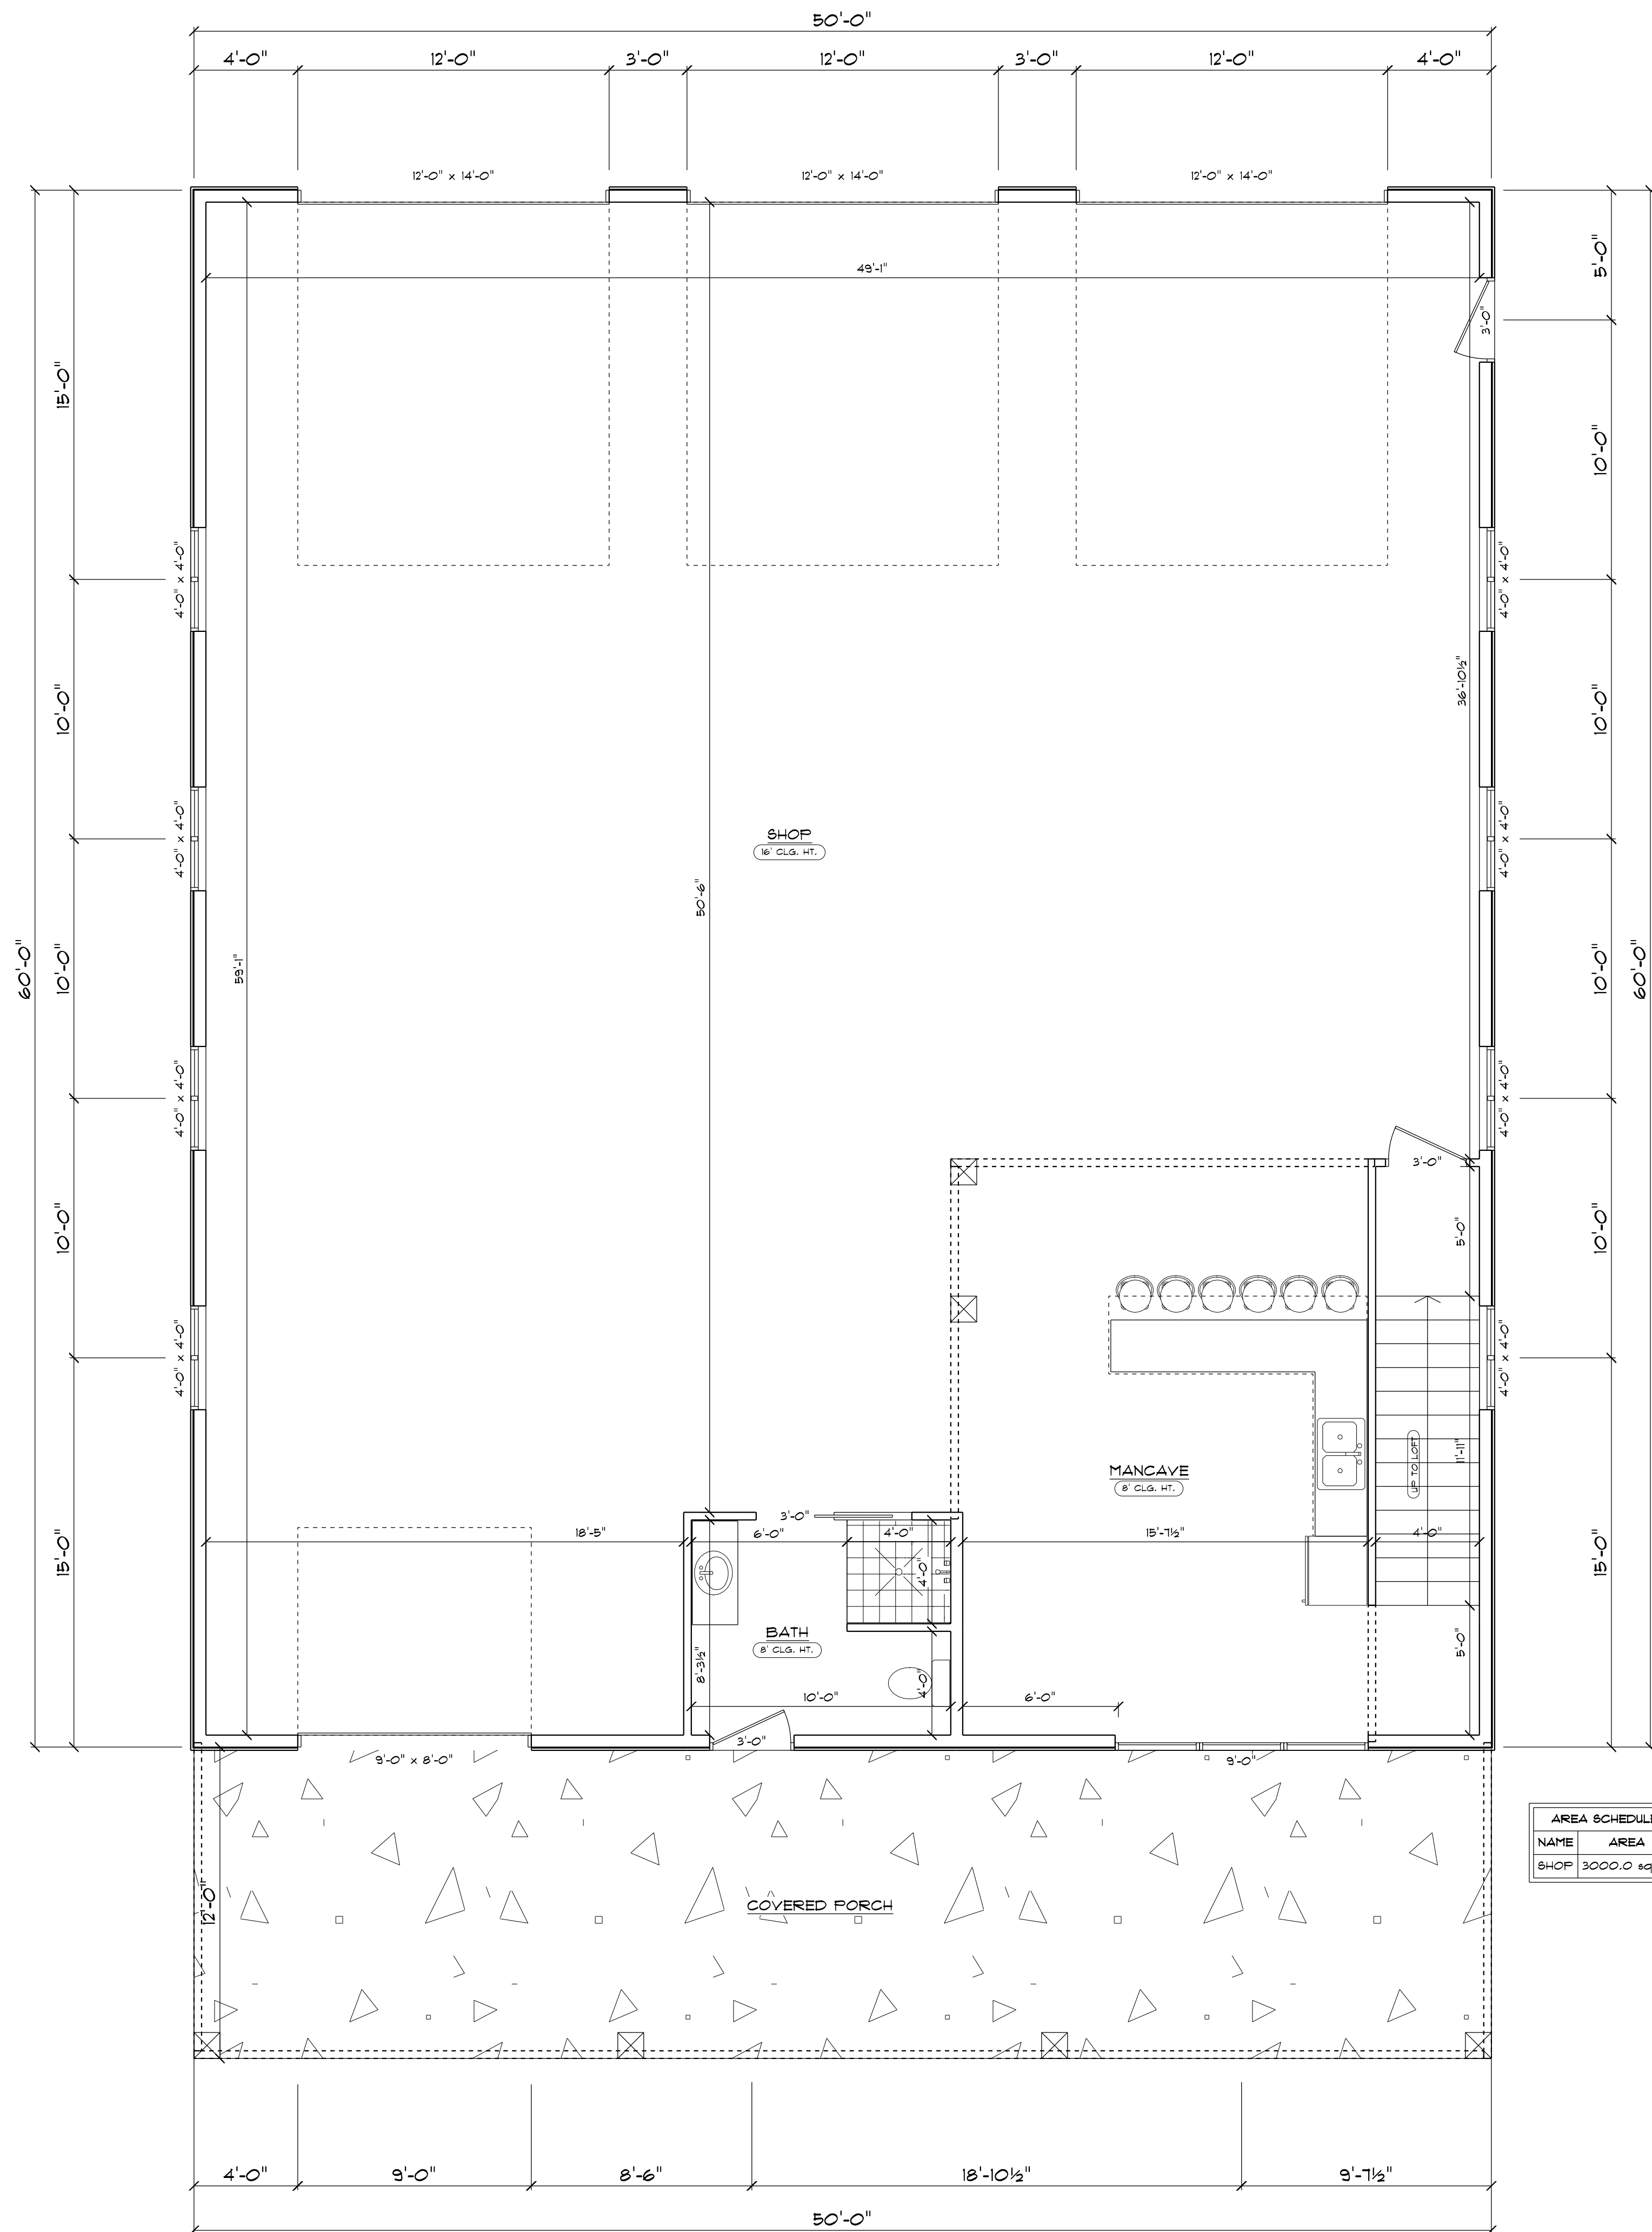 50'-0"
4'-0" 12'-0" 3'-0" 12'-0" 3'-0" 12'-0" 4'-0"
12'-0" x 14'-0" 12'-0" x 14'-0" 12'-0" x 14'-0"
49'-1"
5'-0"
3'-0"
15'-0"
10'-0"
4'-0" x 4'-0"
4'-0" x 4'-0"
36'-10½"
10'-0"
10'-0"
4'-0" x 4'-0"
4'-0" x 4'-0"
SHOP
16' CLG. HT.
50'-6"
59'-1"
60'-0"
10'-0"
10'-0"
60'-0"
4'-0" x 4'-0"
4'-0" x 4'-0"
3'-0"
10'-0"
5'-0"
10'-0"
4'-0" x 4'-0"
4'-0" x 4'-0"
MANCAVE
8' CLG. HT.
UP TO LOFT
11'-11"
15'-0"
3'-0"
18'-5" 6'-0" 4'-0" 15'-7½" 4'-0"
15'-0"
4'-0"
BATH
8' CLG. HT.
8'-3½"
5'-0"
4'-0"
10'-0" 6'-0"
3'-0"
9'-0" x 8'-0" 9'-0"
AREA SCHEDULE
NAME AREA
SHOP 3000.0
12'-0"
COVERED PORCH
4'-0" 9'-0" 8'-6" 18'-10½" 9'-7½"
50'-0"